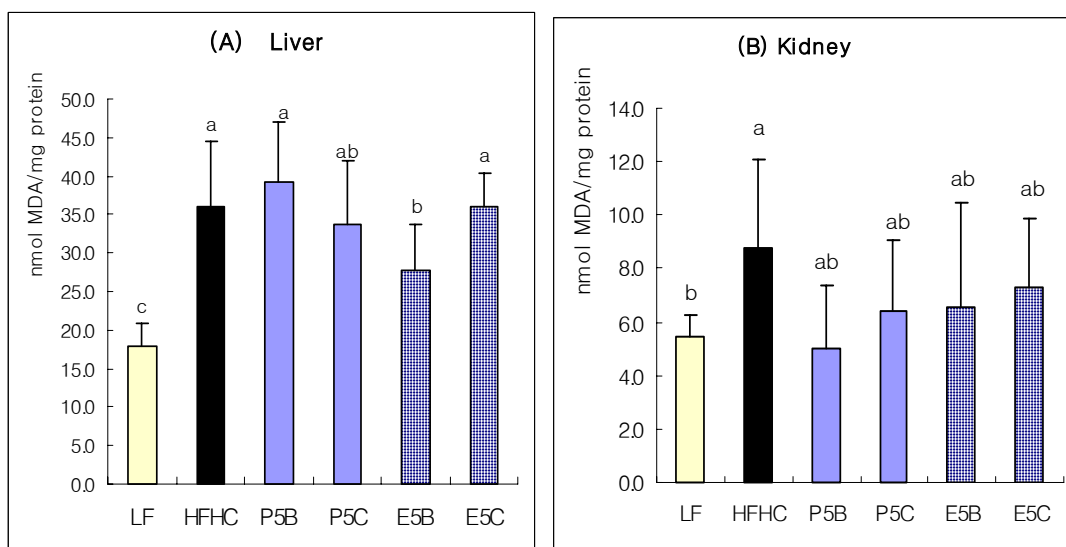 (A) Liver
nmol MDA/mg protein
50.0
45.0
40.0
35.0
30.0
25.0
20.0
15.0
10.0
5.0
0.0
c
a
a
ab
b
a
LF HFHC P5B P5C E5B E5C
(B) Kidney
nmol MDA/mg protein
14.0
12.0
10.0
8.0
6.0
4.0
2.0
0.0
b
a
ab
ab
ab
ab
LF HFHC P5B P5C E5B E5C